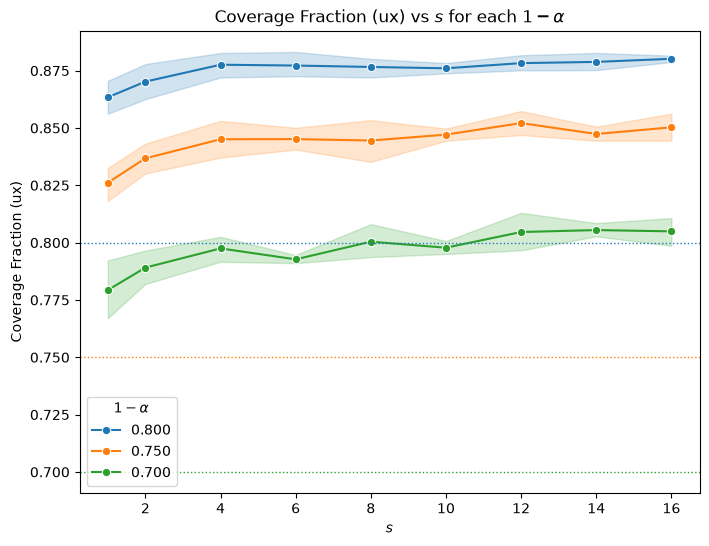 Coverage Fraction (ux) vs s for each 1 − α
Coverage Fraction (ux)
0.875
0.850
0.825
0.800
0.775
0.750
0.725
0.700
1 − α
0.800
0.750
0.700
2 4 6 8 10 12 14 16
s